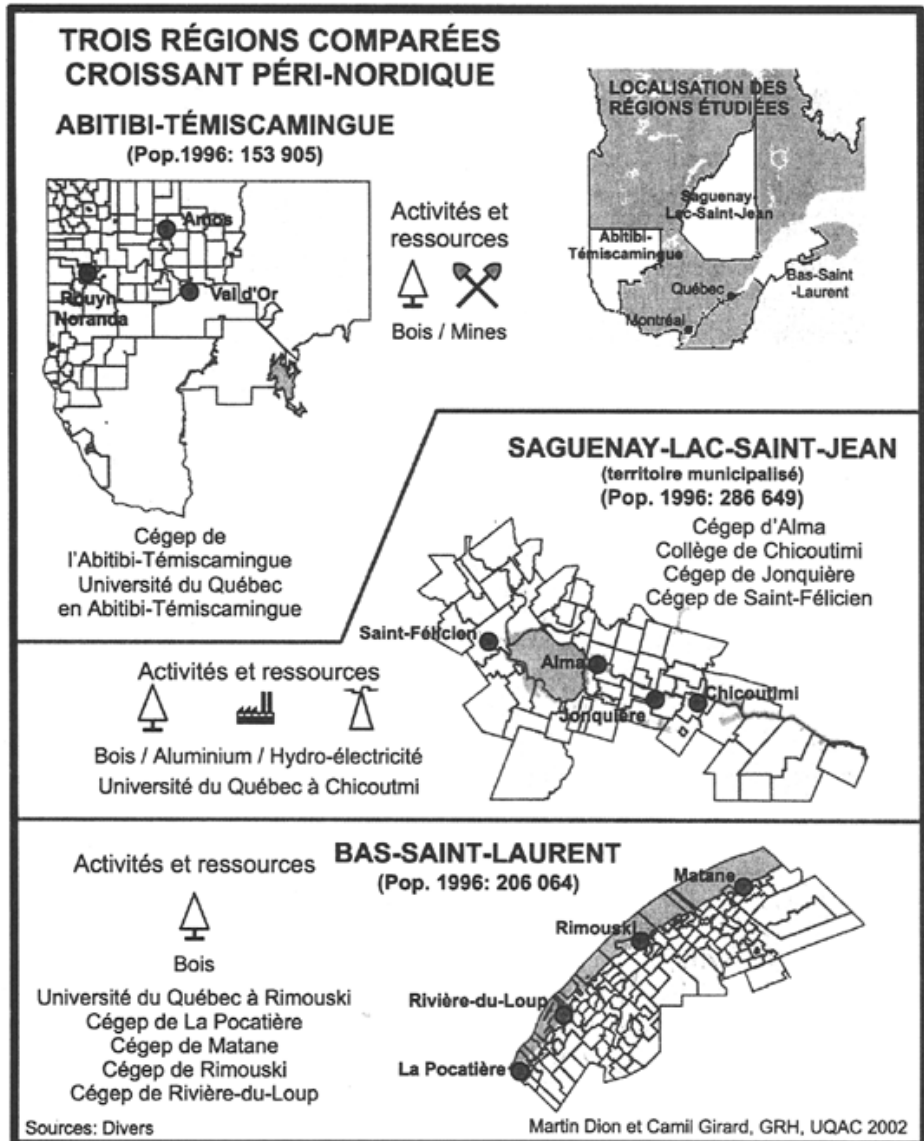 TROIS RÉGIONS COMPARÉES
CROISSANT PÉRI-NORDIQUE
ABITIBI-TÉMISCAMINGUE
(Pop.1996: 153 905)
Amos
Rouyn-
Noranda
Val d'Or
Activités et
ressources
Bois / Mines
LOCALISATION DES
RÉGIONS ÉTUDIÉES
Saguenay-
Lac-Saint-Jean
Abitibi-
Témiscamingue
Québec
Montréal
Bas-Saint
-Laurent
Cégep de
l'Abitibi-Témiscamingue
Université du Québec
en Abitibi-Témiscamingue
SAGUENAY-LAC-SAINT-JEAN
(territoire municipalisé)
(Pop. 1996: 286 649)
Cégep d'Alma
Collège de Chicoutimi
Cégep de Jonquière
Cégep de Saint-Félicien
Saint-Félicien
Alma
Jonquière
Chicoutimi
Activités et ressources
Bois / Aluminium / Hydro-électricité
Université du Québec à Chicoutmi
BAS-SAINT-LAURENT
(Pop. 1996: 206 064)
Activités et ressources
Bois
Université du Québec à Rimouski
Cégep de La Pocatière
Cégep de Matane
Cégep de Rimouski
Cégep de Rivière-du-Loup
Matane
Rimouski
Rivière-du-Loup
La Pocatière
Sources: Divers
Martin Dion et Camil Girard, GRH, UQAC 2002